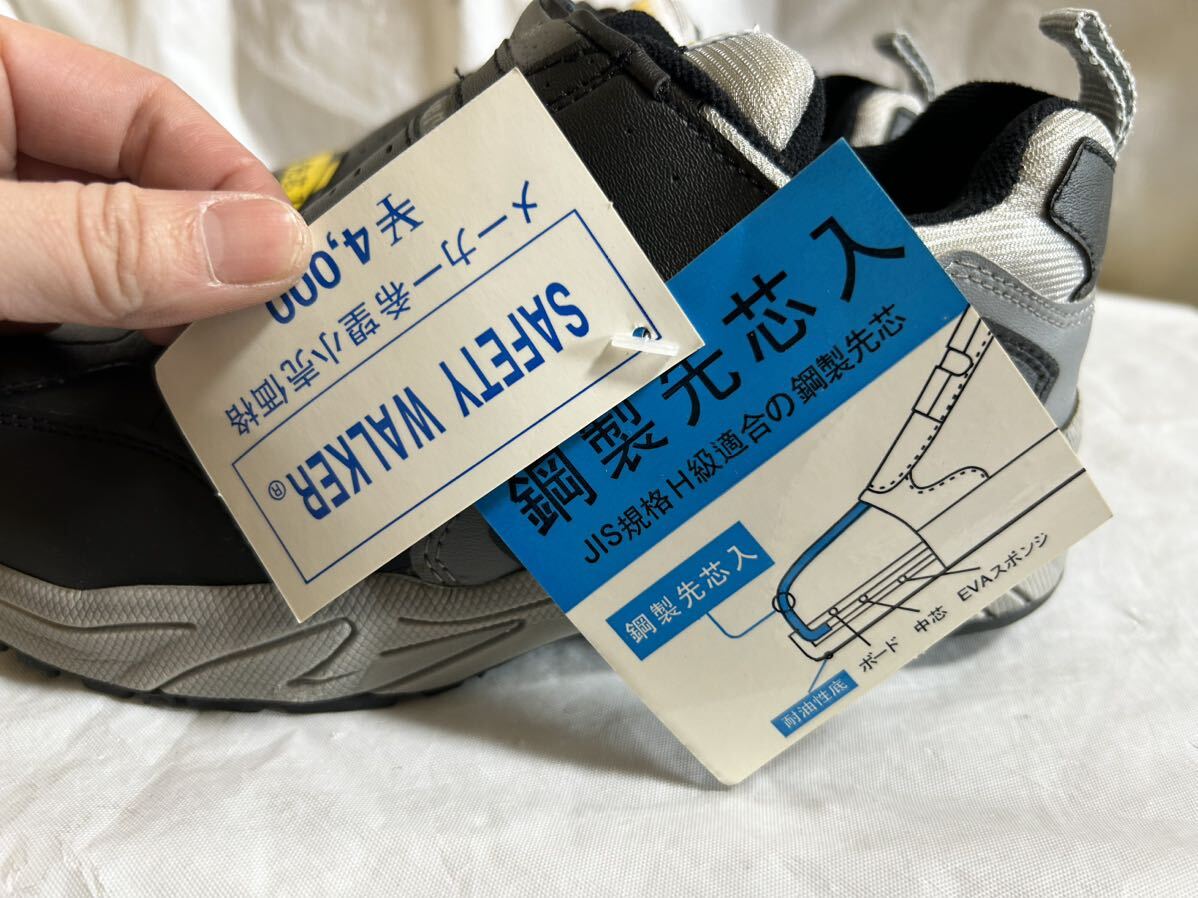 SAFETY WALKER®
メーカー希望小売価格
¥4,000
鋼製先芯入
JIS規格H級適合の鋼製先芯
鋼製先芯入
ボード 中芯 EVAスポンジ
耐油性底